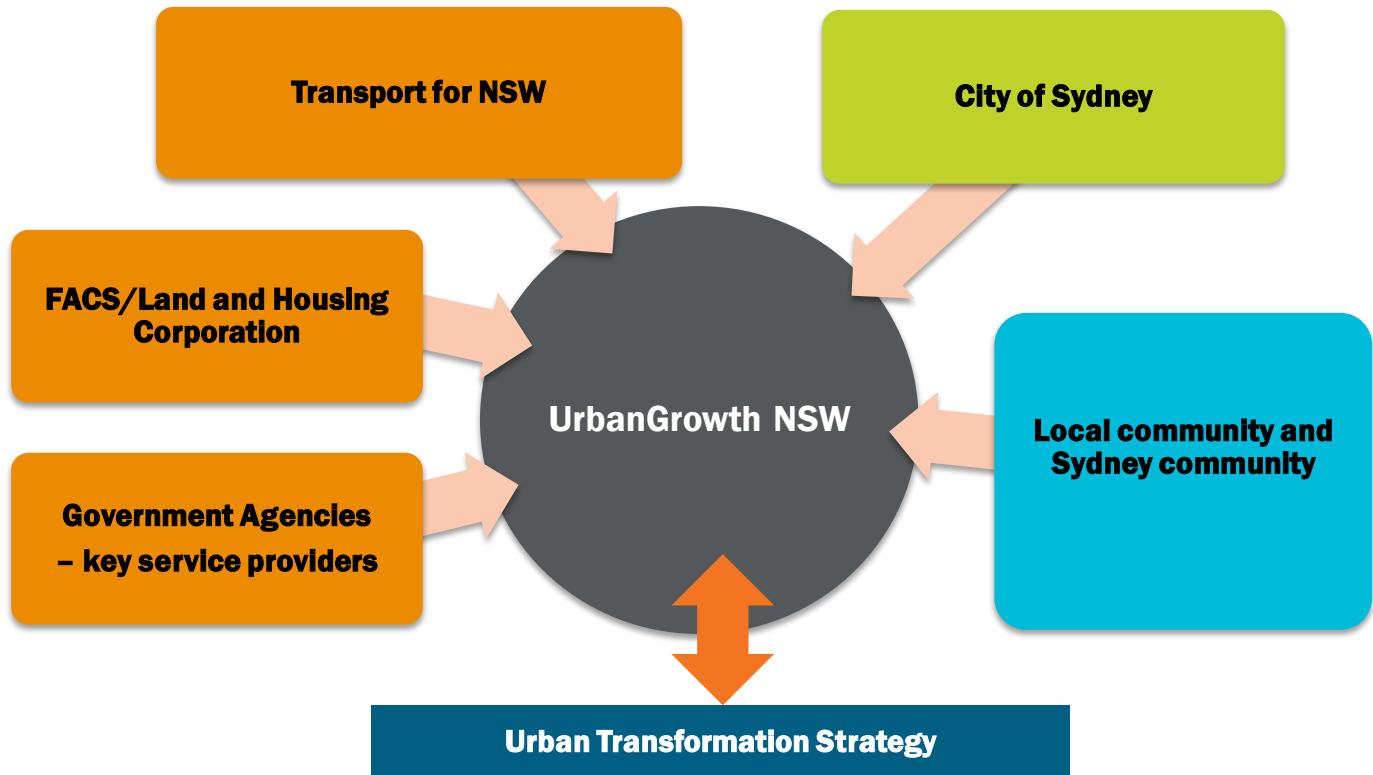 Transport for NSW
City of Sydney
FACS/Land and Housing
Corporation
UrbanGrowth NSW
Local community and
Sydney community
Government Agencies
– key service providers
Urban Transformation Strategy